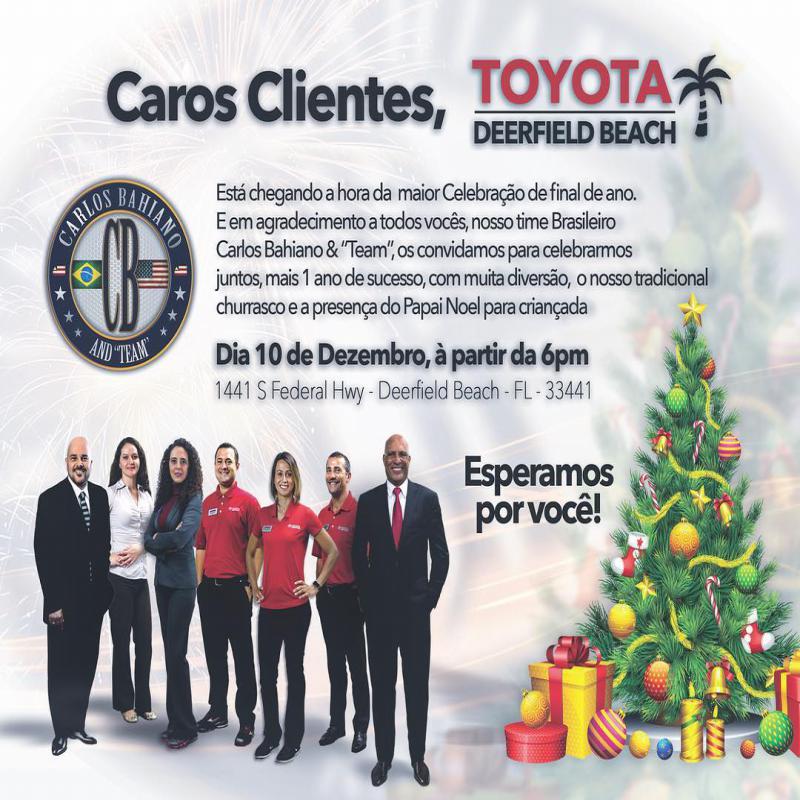 Caros Clientes,
TOYOTA
DEERFIELD BEACH
CARLOS BAHIANO
CB
AND "TEAM"
Está chegando a hora da maior Celebração de final de ano.
E em agradecimento a todos vocês, nosso time Brasileiro
Carlos Bahiano & "Team", os convidamos para celebrarmos
juntos, mais 1 ano de sucesso, com muita diversão, o nosso tradicional
churrasco e a presença do Papai Noel para criançada
Dia 10 de Dezembro, à partir da 6pm
1441 S Federal Hwy - Deerfield Beach - FL - 33441
Esperamos
por você!